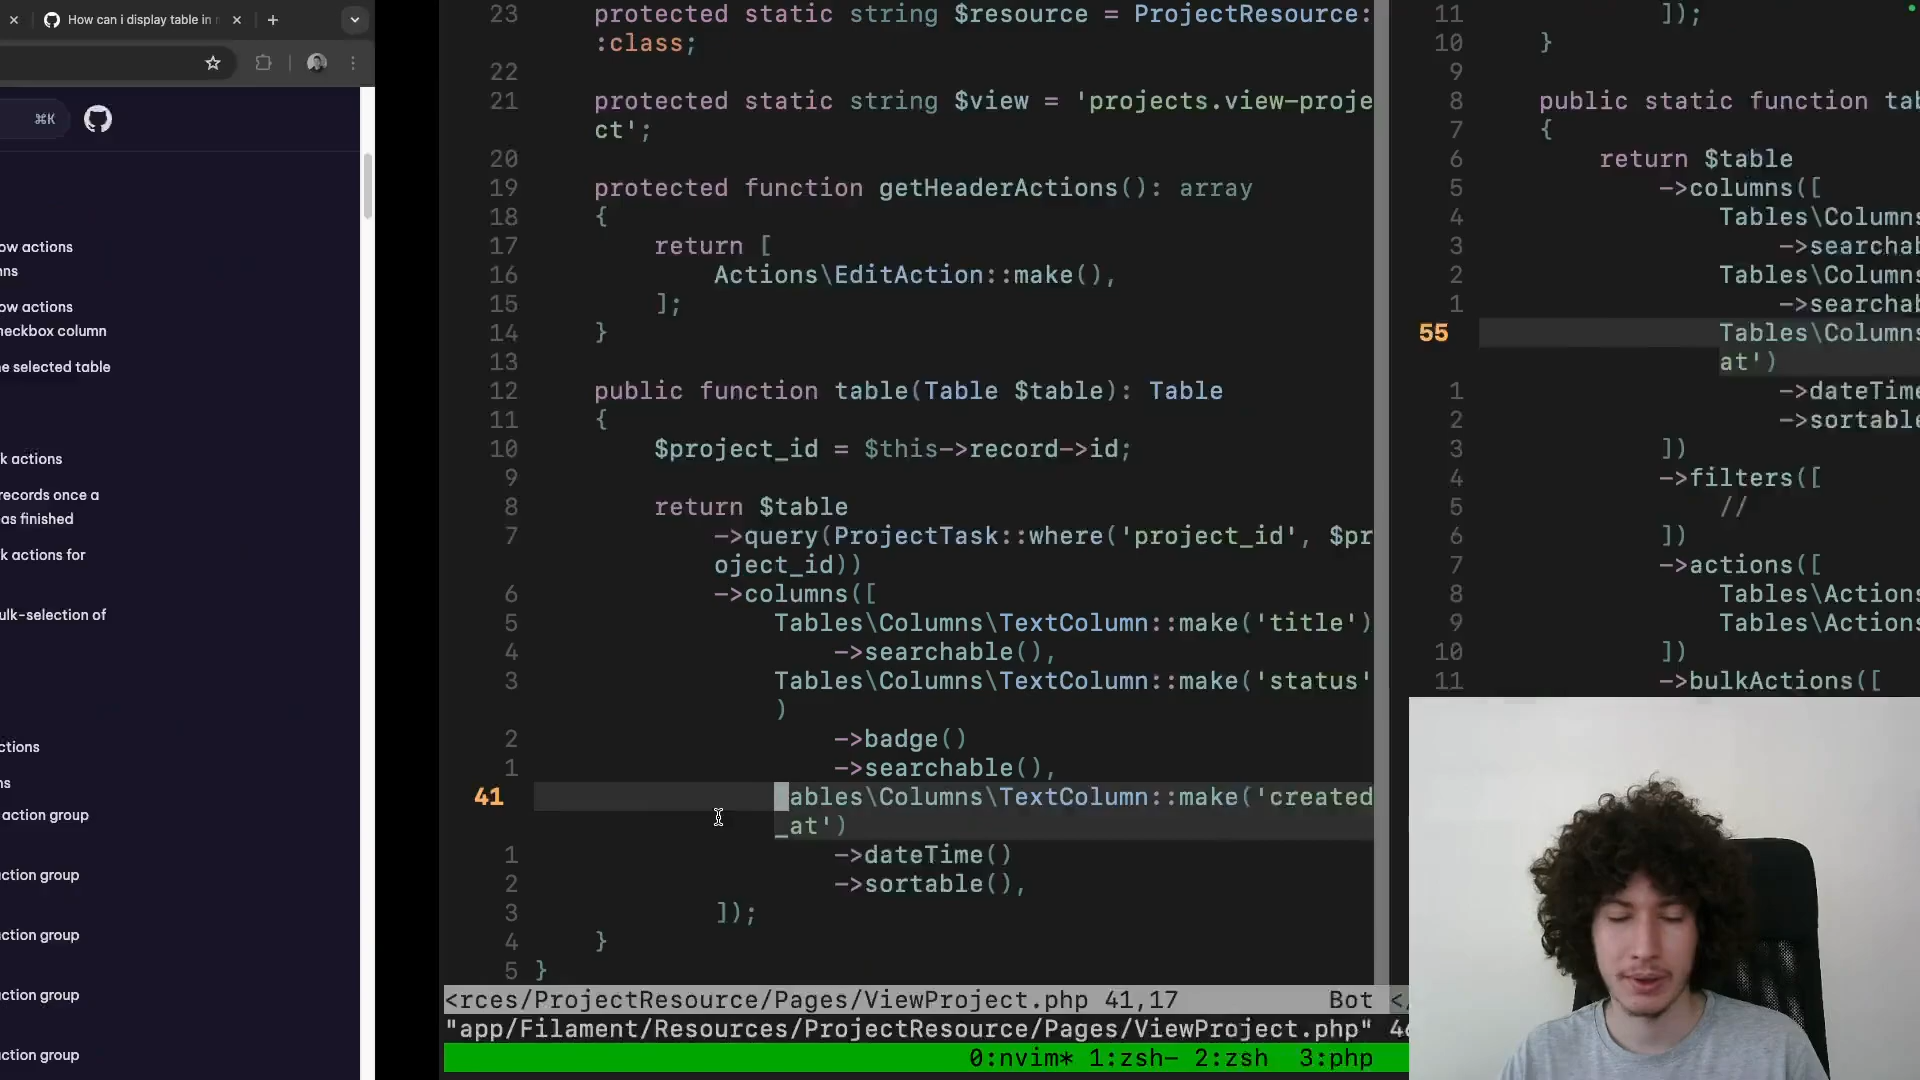 How can i display table in
⌘K
ow actions
ns
ow actions
heckbox column
he selected table
k actions
records once a
as finished
k actions for
ulk-selection of
ctions
ns
action group
ction group
ction group
ction group
ction group
23 protected static string $resource = ProjectResource:
:class;
22
21 protected static string $view = 'projects.view-proje
ct';
20
19 protected function getHeaderActions(): array
18 {
17 return [
16 Actions\EditAction::make(),
15 ];
14 }
13
12 public function table(Table $table): Table
11 {
10 $project_id = $this->record->id;
9
8 return $table
7 ->query(ProjectTask::where('project_id', $pr
oject_id))
6 ->columns([
5 Tables\Columns\TextColumn::make('title')
4 ->searchable(),
3 Tables\Columns\TextColumn::make('status'
)
2 ->badge()
1 ->searchable(),
41 Tables\Columns\TextColumn::make('created
_at')
1 ->dateTime()
2 ->sortable(),
3 ]);
4 }
5 }
<rces/ProjectResource/Pages/ViewProject.php 41,17 Bot </
"app/Filament/Resources/ProjectResource/Pages/ViewProject.php" 46
0:nvim* 1:zsh- 2:zsh 3:php
11 ]);
10 }
9
8 public static function tab
7 {
6 return $table
5 ->columns([
4 Tables\Columns
3 ->searchab
2 Tables\Columns
1 ->searchab
55 Tables\Columns
at')
1 ->dateTime
2 ->sortable
3 ])
4 ->filters([
5 //
6 ])
7 ->actions([
8 Tables\Actions
9 Tables\Actions
10 ])
11 ->bulkActions([